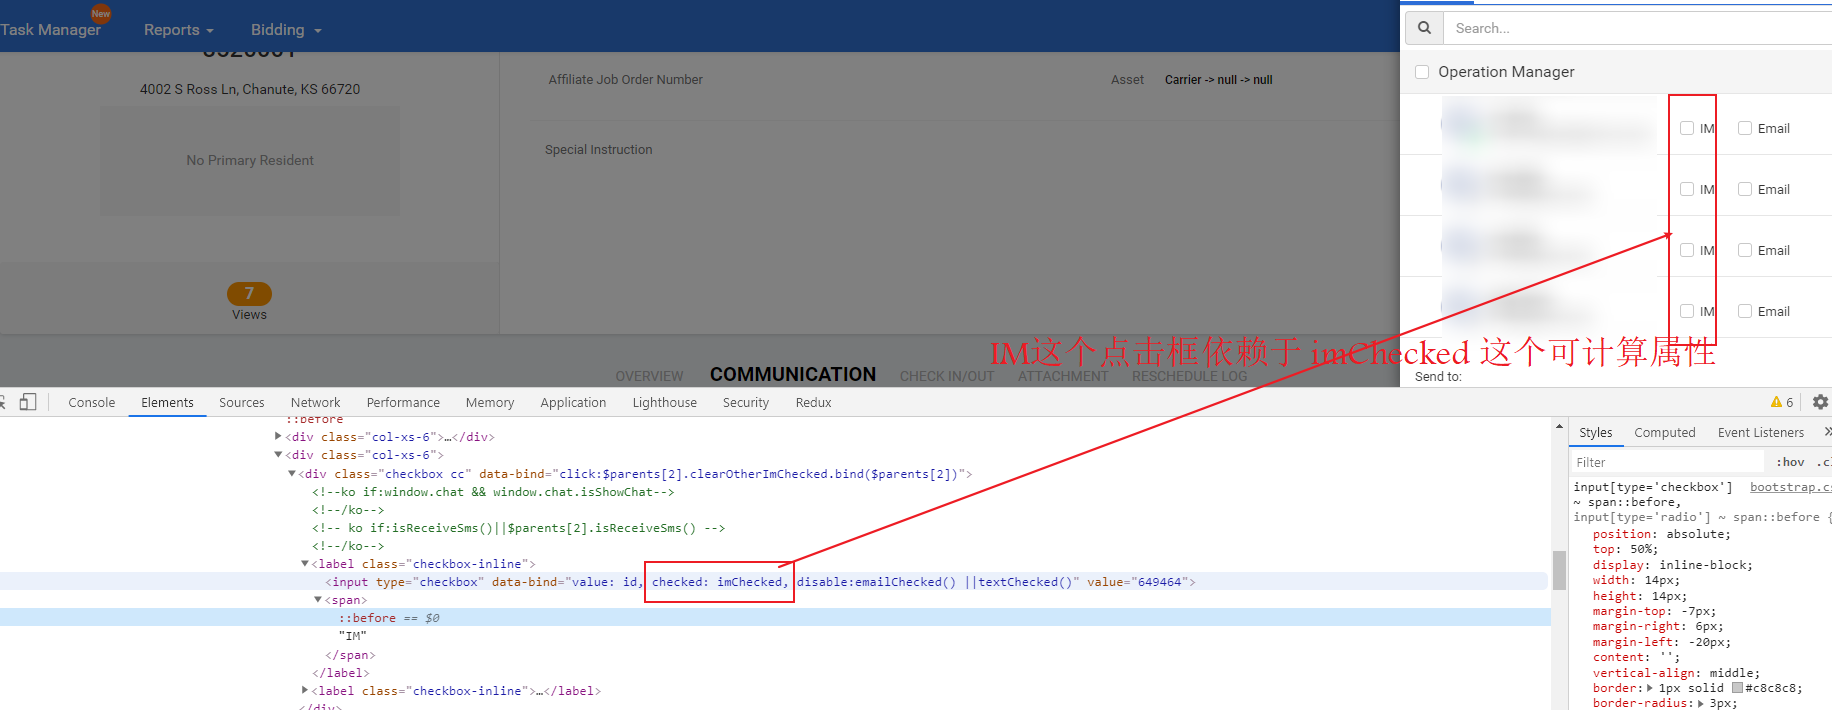 New
Task Manager
Reports
Bidding
4002 S Ross Ln, Chanute, KS 66720
No Primary Resident
7
Views
Affiliate Job Order Number
Asset
Carrier -> null -> null
Special Instruction
Search...
Operation Manager
IM
Email
IM
Email
IM
Email
IM
Email
IM这个点击框依赖于 imChecked 这个可计算属性
Send to:
OVERVIEW
COMMUNICATION
CHECK IN/OUT
ATTACHMENT
RESCHEDULE LOG
Console
Elements
Sources
Network
Performance
Memory
Application
Lighthouse
Security
Redux
6
::before
<div class="col-xs-6">…</div>
<div class="col-xs-6">
<div class="checkbox cc" data-bind="click:$parents[2].clearOtherImChecked.bind($parents[2])">
<!--ko if:window.chat && window.chat.isShowChat-->
<!--/ko-->
<!-- ko if:isReceiveSms()||$parents[2].isReceiveSms() -->
<!--/ko-->
<label class="checkbox-inline">
<input type="checkbox" data-bind="value: id, checked: imChecked, disable:emailChecked() ||textChecked()" value="649464">
<span>
::before == $0
"IM"
</span>
</label>
<label class="checkbox-inline">…</label>
</div>
Styles
Computed
Event Listeners
Filter
:hov
.cl
input[type='checkbox']
bootstrap.cs
~ span::before,
input[type='radio'] ~ span::before {
position: absolute;
top: 50%;
display: inline-block;
width: 14px;
height: 14px;
margin-top: -7px;
margin-right: 6px;
margin-left: -20px;
content: '';
vertical-align: middle;
border: 1px solid #c8c8c8;
border-radius: 3px;